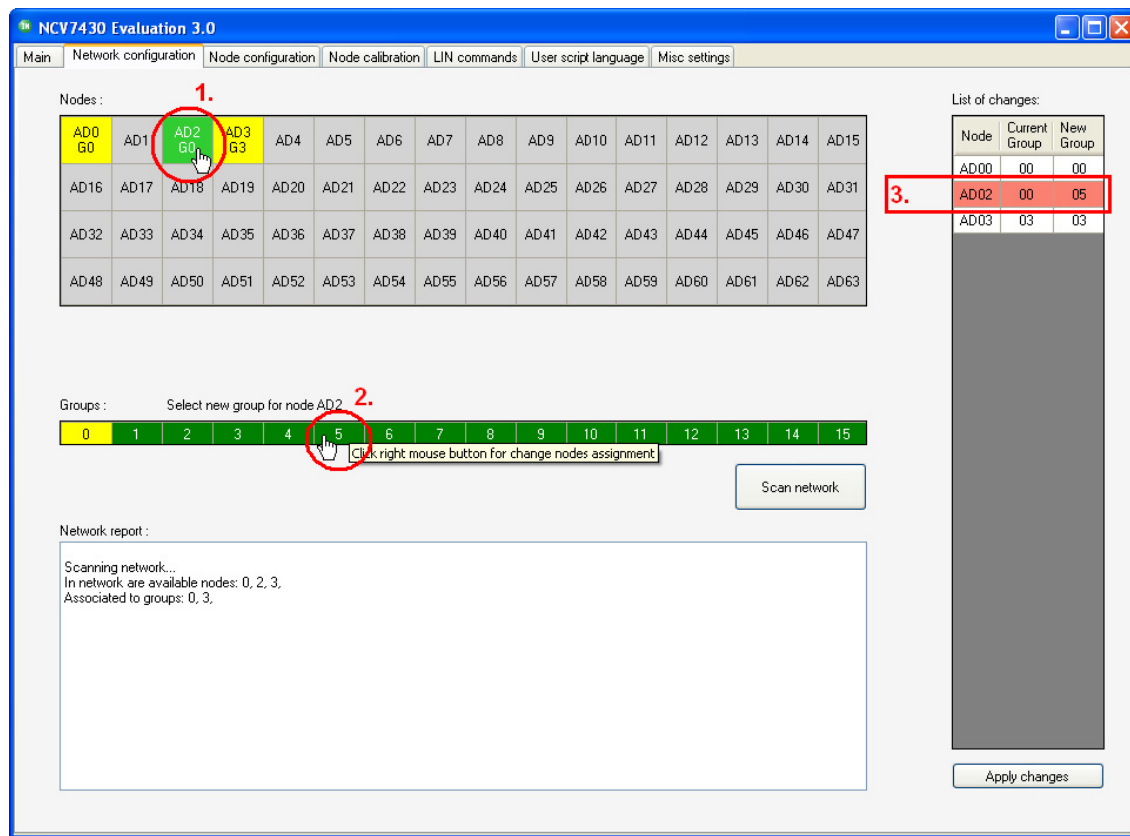 NCV7430 Evaluation 3.0
Main Network configuration Node configuration Node calibration LIN commands User script language Misc settings
Nodes :
1.
AD0 G0 AD1 AD2 G0 AD3 G3 AD4 AD5 AD6 AD7 AD8 AD9 AD10 AD11 AD12 AD13 AD14 AD15
AD16 AD17 AD18 AD19 AD20 AD21 AD22 AD23 AD24 AD25 AD26 AD27 AD28 AD29 AD30 AD31
AD32 AD33 AD34 AD35 AD36 AD37 AD38 AD39 AD40 AD41 AD42 AD43 AD44 AD45 AD46 AD47
AD48 AD49 AD50 AD51 AD52 AD53 AD54 AD55 AD56 AD57 AD58 AD59 AD60 AD61 AD62 AD63
Groups :
Select new group for node AD2
2.
0 1 2 3 4 5 6 7 8 9 10 11 12 13 14 15
Click right mouse button for change nodes assignment
Scan network
Network report :
Scanning network...
In network are available nodes: 0, 2, 3,
Associated to groups: 0, 3,
List of changes:
Node Current Group New Group
AD00 00 00
3.
AD02 00 05
AD03 03 03
Apply changes